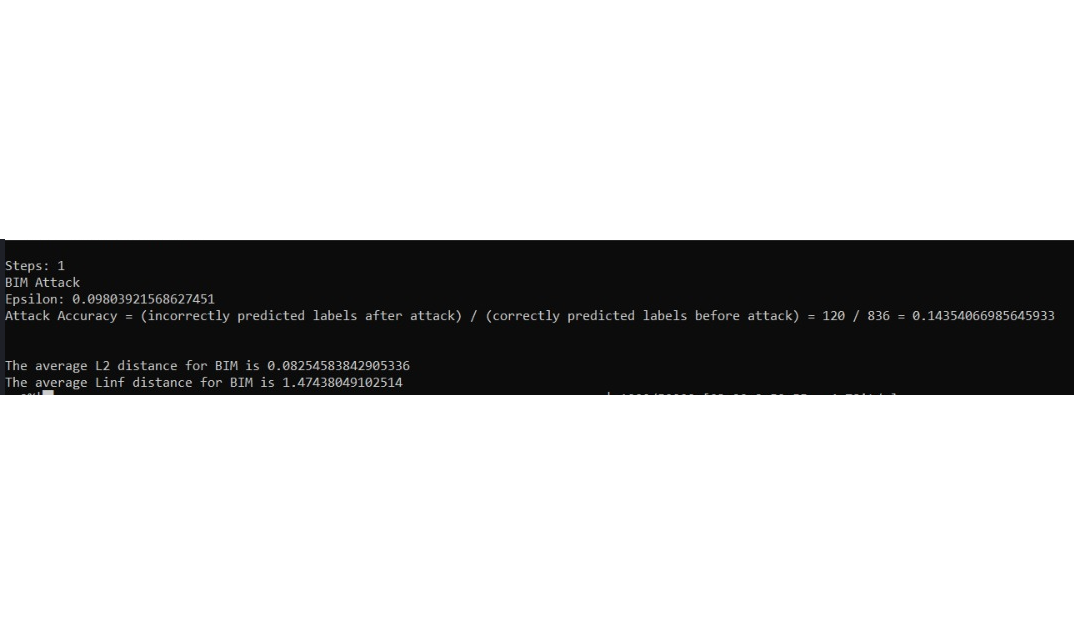 Steps: 1
BIM Attack
Epsilon: 0.09803921568627451
Attack Accuracy = (incorrectly predicted labels after attack) / (correctly predicted labels before attack) = 120 / 836 = 0.14354066985645933
The average L2 distance for BIM is 0.08254583842905336
The average Linf distance for BIM is 1.47438049102514